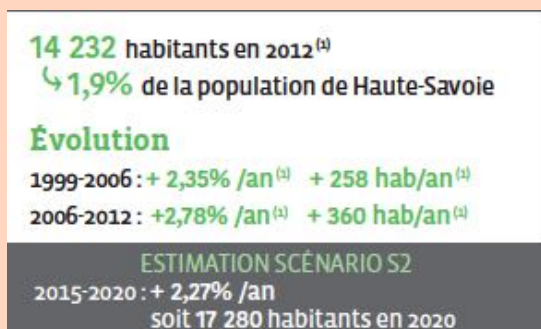 14 232 habitants en 2012⁽¹⁾
↳1,9% de la population de Haute-Savoie
Évolution
1999-2006 : + 2,35% /an⁽¹⁾ + 258 hab/an⁽¹⁾
2006-2012 : +2,78% /an⁽¹⁾ + 360 hab/an⁽¹⁾
ESTIMATION SCÉNARIO S2
2015-2020 : + 2,27% /an
soit 17 280 habitants en 2020